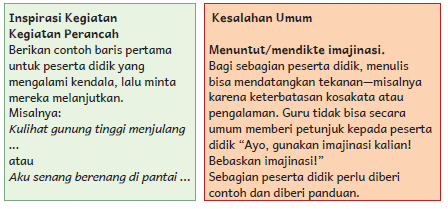 Inspirasi Kegiatan
Kegiatan Perancah
Berikan contoh baris pertama
untuk peserta didik yang
mengalami kendala, lalu minta
mereka melanjutkan.
Misalnya:
Kulihat gunung tinggi menjulang
...
atau
Aku senang berenang di pantai ...
Kesalahan Umum
Menuntut/mendikte imajinasi.
Bagi sebagian peserta didik, menulis
bisa mendatangkan tekanan—misalnya
karena keterbatasan kosakata atau
pengalaman. Guru tidak bisa secara
umum memberi petunjuk kepada peserta
didik “Ayo, gunakan imajinasi kalian!
Bebaskan imajinasi!”
Sebagian peserta didik perlu diberi
contoh dan diberi panduan.